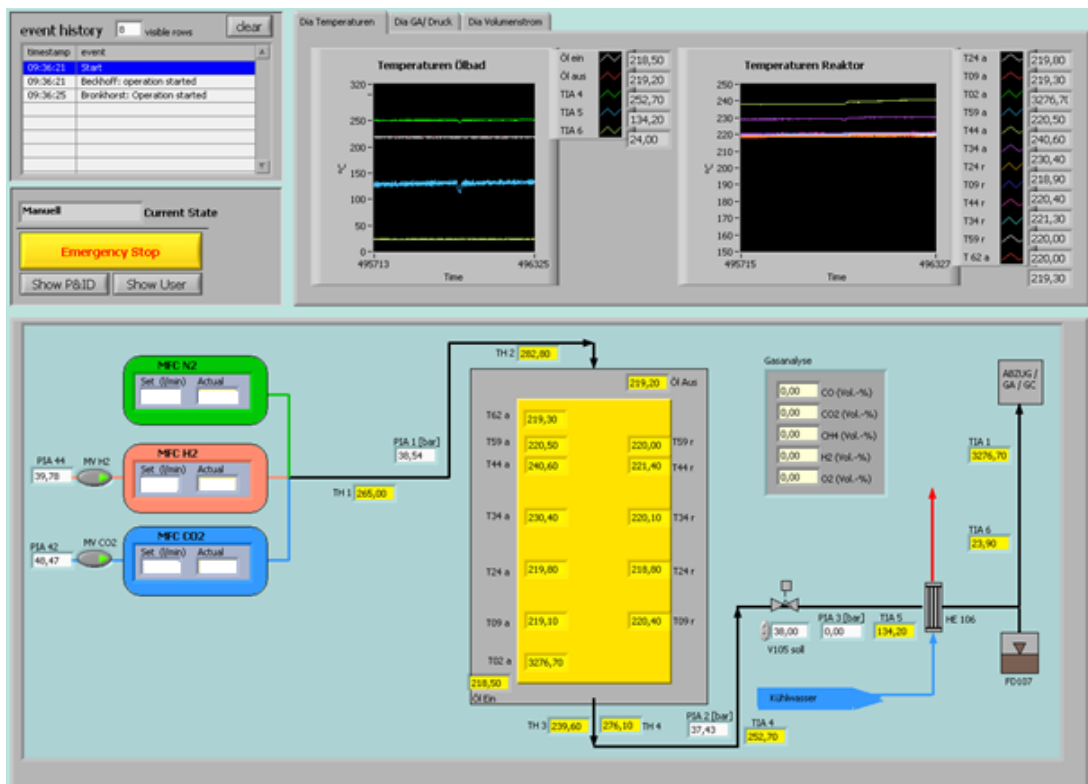 event history 8 visible rows clear
timestamp event
09:36:21 Start
09:36:21 Beckhoff: operation started
09:36:25 Bronkhorst: Operation started
Manuell Current State
Emergency Stop
Show P&ID Show User
Dia Temperaturen Dia GA/ Druck Dia Volumenstrom
Temperaturen Ölbad
320
300
250
200
150
100
50
0
°C
495713 496325
Time
Öl ein 218,50
Öl aus 219,20
TIA 4 252,70
TIA 5 134,20
TIA 6 24,00
Temperaturen Reaktor
250
240
230
220
210
200
190
180
170
160
150
°C
495715 496327
Time
T24 a 219,80
T09 a 219,30
T02 a 3276,70
T59 a 220,50
T44 a 240,60
T34 a 230,40
T24 r 218,90
T09 r 220,40
T44 r 221,30
T34 r 220,00
T59 r 220,00
T 62 a 219,30
MFC N2
Set (l/min) Actual
MFC H2
Set (l/min) Actual
MFC CO2
Set (l/min) Actual
PIA 44
39,78
MV H2
PIA 42
48,47
MV CO2
TH 1 265,00
PIA 1 [bar]
38,54
TH 2 282,80
219,20 Öl Aus
T62 a 219,30
T59 a 220,50 220,00 T59 r
T44 a 240,60 221,40 T44 r
T34 a 230,40 220,10 T34 r
T24 a 219,80 218,80 T24 r
T09 a 219,10 220,40 T09 r
T02 a 3276,70
218,50
Öl Ein
TH 3 239,60 276,10 TH 4
PIA 2 [bar]
37,43
TIA 4
252,70
Gasanalyse
0,00 CO (Vol.-%)
0,00 CO2 (Vol.-%)
0,00 CH4 (Vol.-%)
0,00 H2 (Vol.-%)
0,00 O2 (Vol.-%)
ABZUG /
GA / GC
TIA 1
3276,70
TIA 6
23,90
38,00
V105 soll
PIA 3 [bar]
0,00
TIA 5
134,20
HE 106
FD107
Kühlwasser